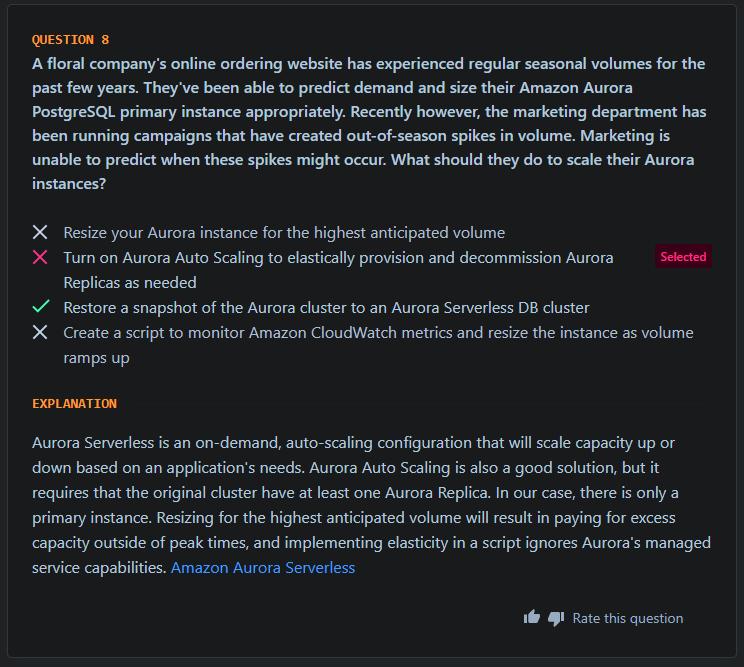 QUESTION 8
A floral company's online ordering website has experienced regular seasonal volumes for the
past few years. They've been able to predict demand and size their Amazon Aurora
PostgreSQL primary instance appropriately. Recently however, the marketing department has
been running campaigns that have created out-of-season spikes in volume. Marketing is
unable to predict when these spikes might occur. What should they do to scale their Aurora
instances?
Resize your Aurora instance for the highest anticipated volume
Turn on Aurora Auto Scaling to elastically provision and decommission Aurora
Selected
Replicas as needed
Restore a snapshot of the Aurora cluster to an Aurora Serverless DB cluster
Create a script to monitor Amazon CloudWatch metrics and resize the instance as volume
ramps up
EXPLANATION
Aurora Serverless is an on-demand, auto-scaling configuration that will scale capacity up or
down based on an application's needs. Aurora Auto Scaling is also a good solution, but it
requires that the original cluster have at least one Aurora Replica. In our case, there is only a
primary instance. Resizing for the highest anticipated volume will result in paying for excess
capacity outside of peak times, and implementing elasticity in a script ignores Aurora's managed
service capabilities. Amazon Aurora Serverless
Rate this question